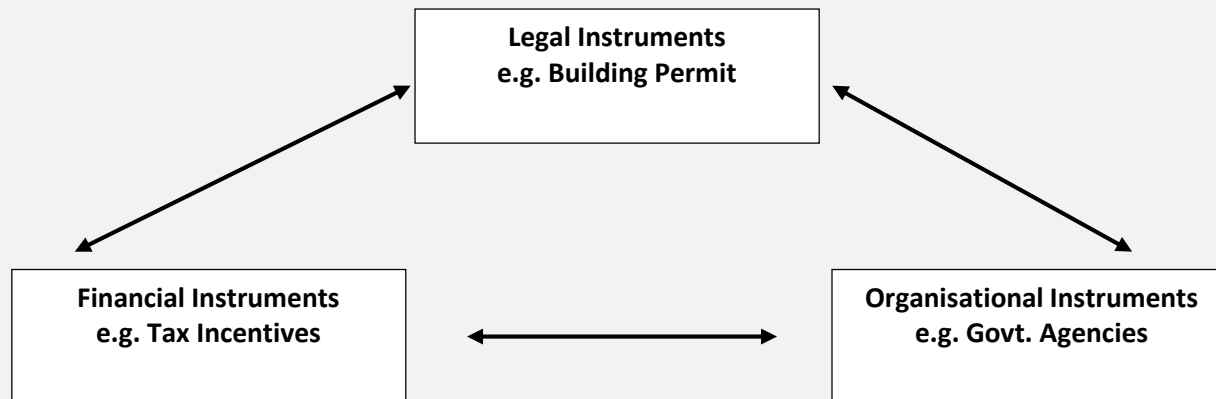 Legal Instruments
e.g. Building Permit
Financial Instruments
e.g. Tax Incentives
Organisational Instruments
e.g. Govt. Agencies